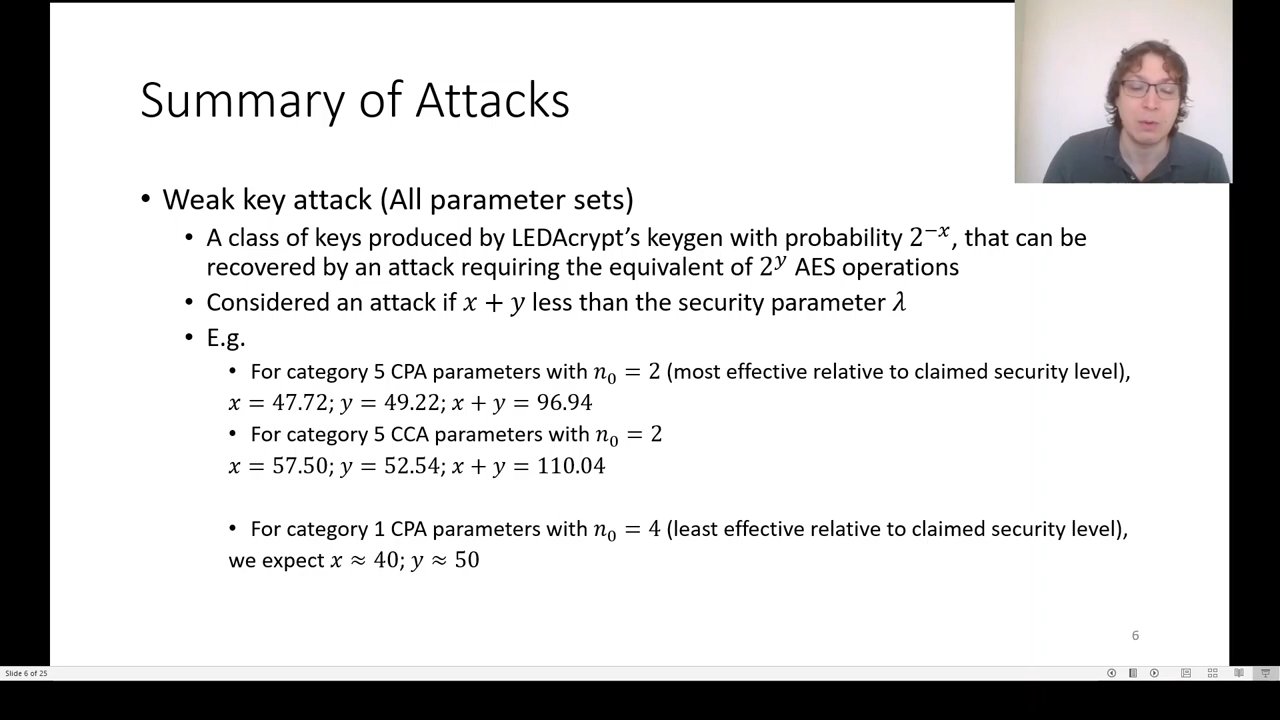 Summary of Attacks
• Weak key attack (All parameter sets)
• A class of keys produced by LEDAcrypt's keygen with probability 2⁻ˣ, that can be
recovered by an attack requiring the equivalent of 2ʸ AES operations
• Considered an attack if x + y less than the security parameter λ
• E.g.
• For category 5 CPA parameters with n₀ = 2 (most effective relative to claimed security level),
x = 47.72; y = 49.22; x + y = 96.94
• For category 5 CCA parameters with n₀ = 2
x = 57.50; y = 52.54; x + y = 110.04
• For category 1 CPA parameters with n₀ = 4 (least effective relative to claimed security level),
we expect x ≈ 40; y ≈ 50
6
Slide 6 of 25